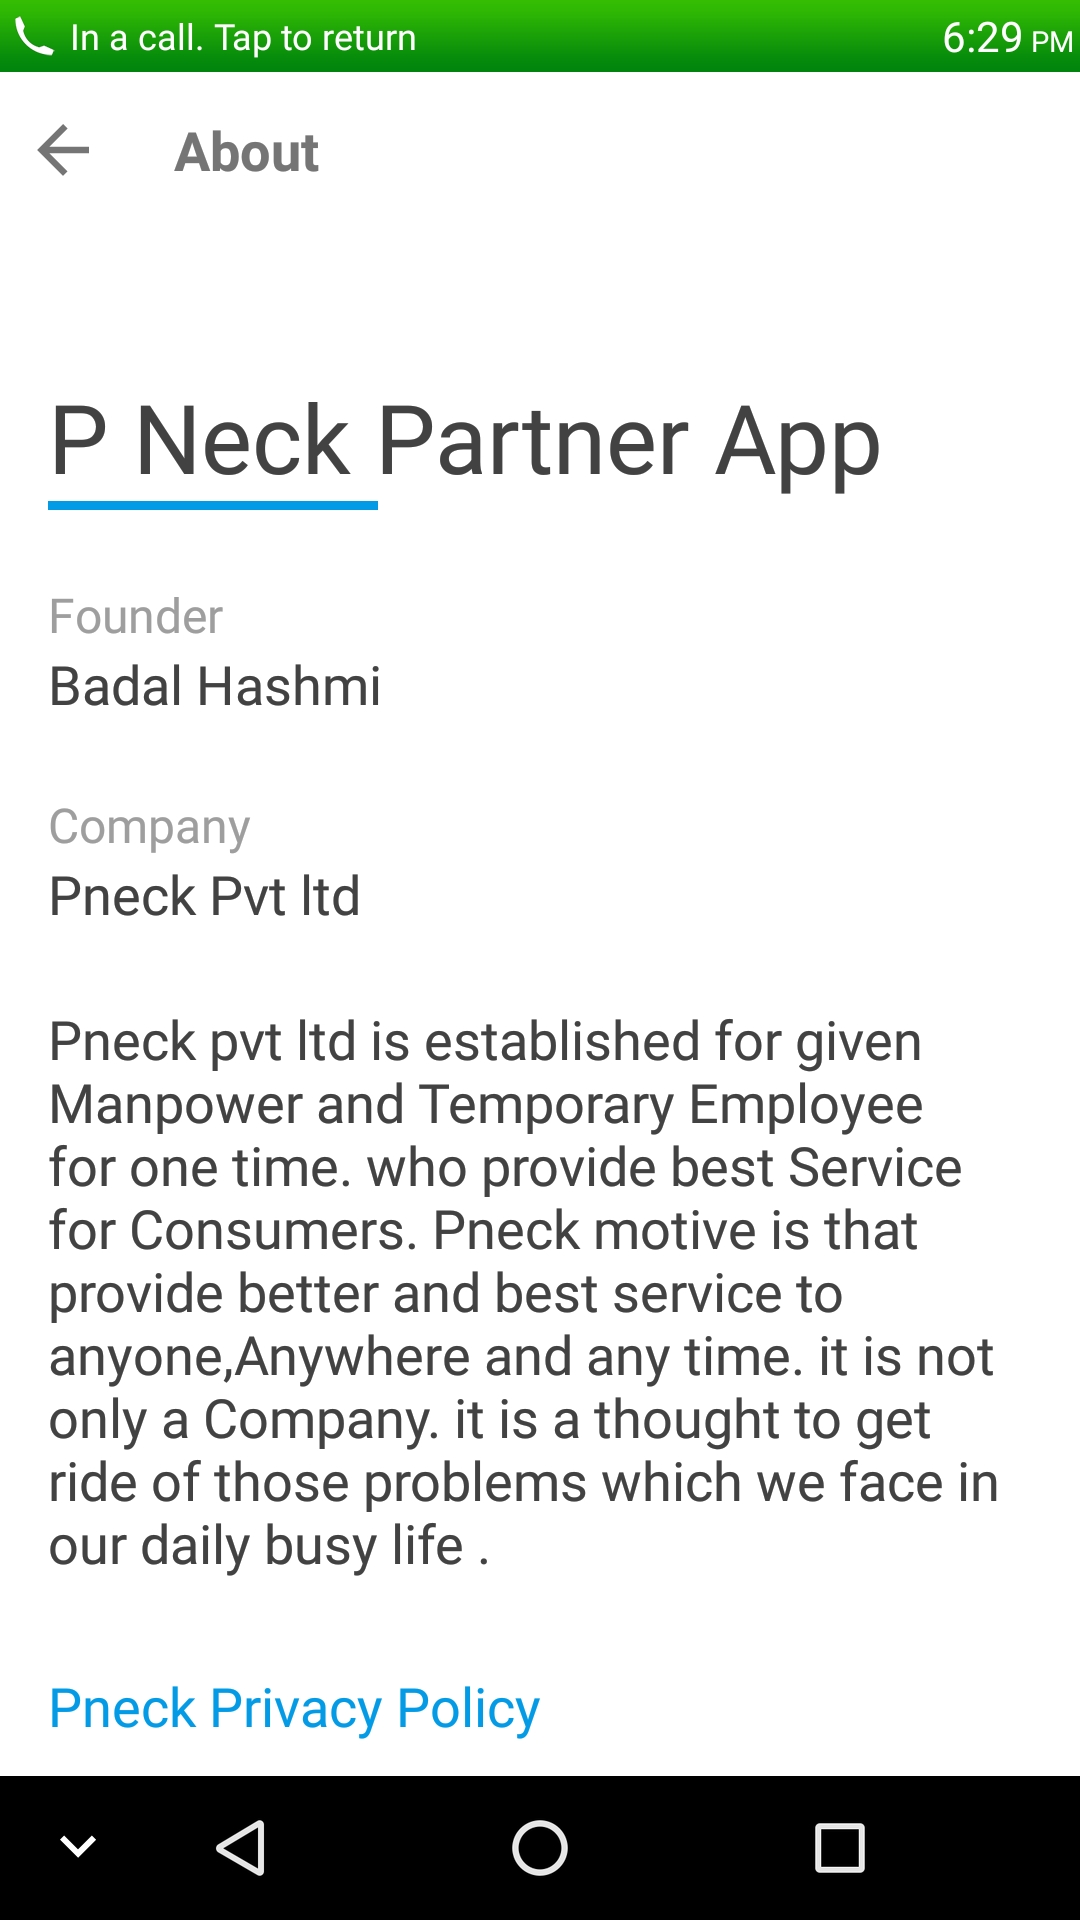 In a call. Tap to return 6:29 PM
About
P Neck Partner App
Founder
Badal Hashmi
Company
Pneck Pvt ltd
Pneck pvt ltd is established for given
Manpower and Temporary Employee
for one time. who provide best Service
for Consumers. Pneck motive is that
provide better and best service to
anyone,Anywhere and any time. it is not
only a Company. it is a thought to get
ride of those problems which we face in
our daily busy life .
Pneck Privacy Policy